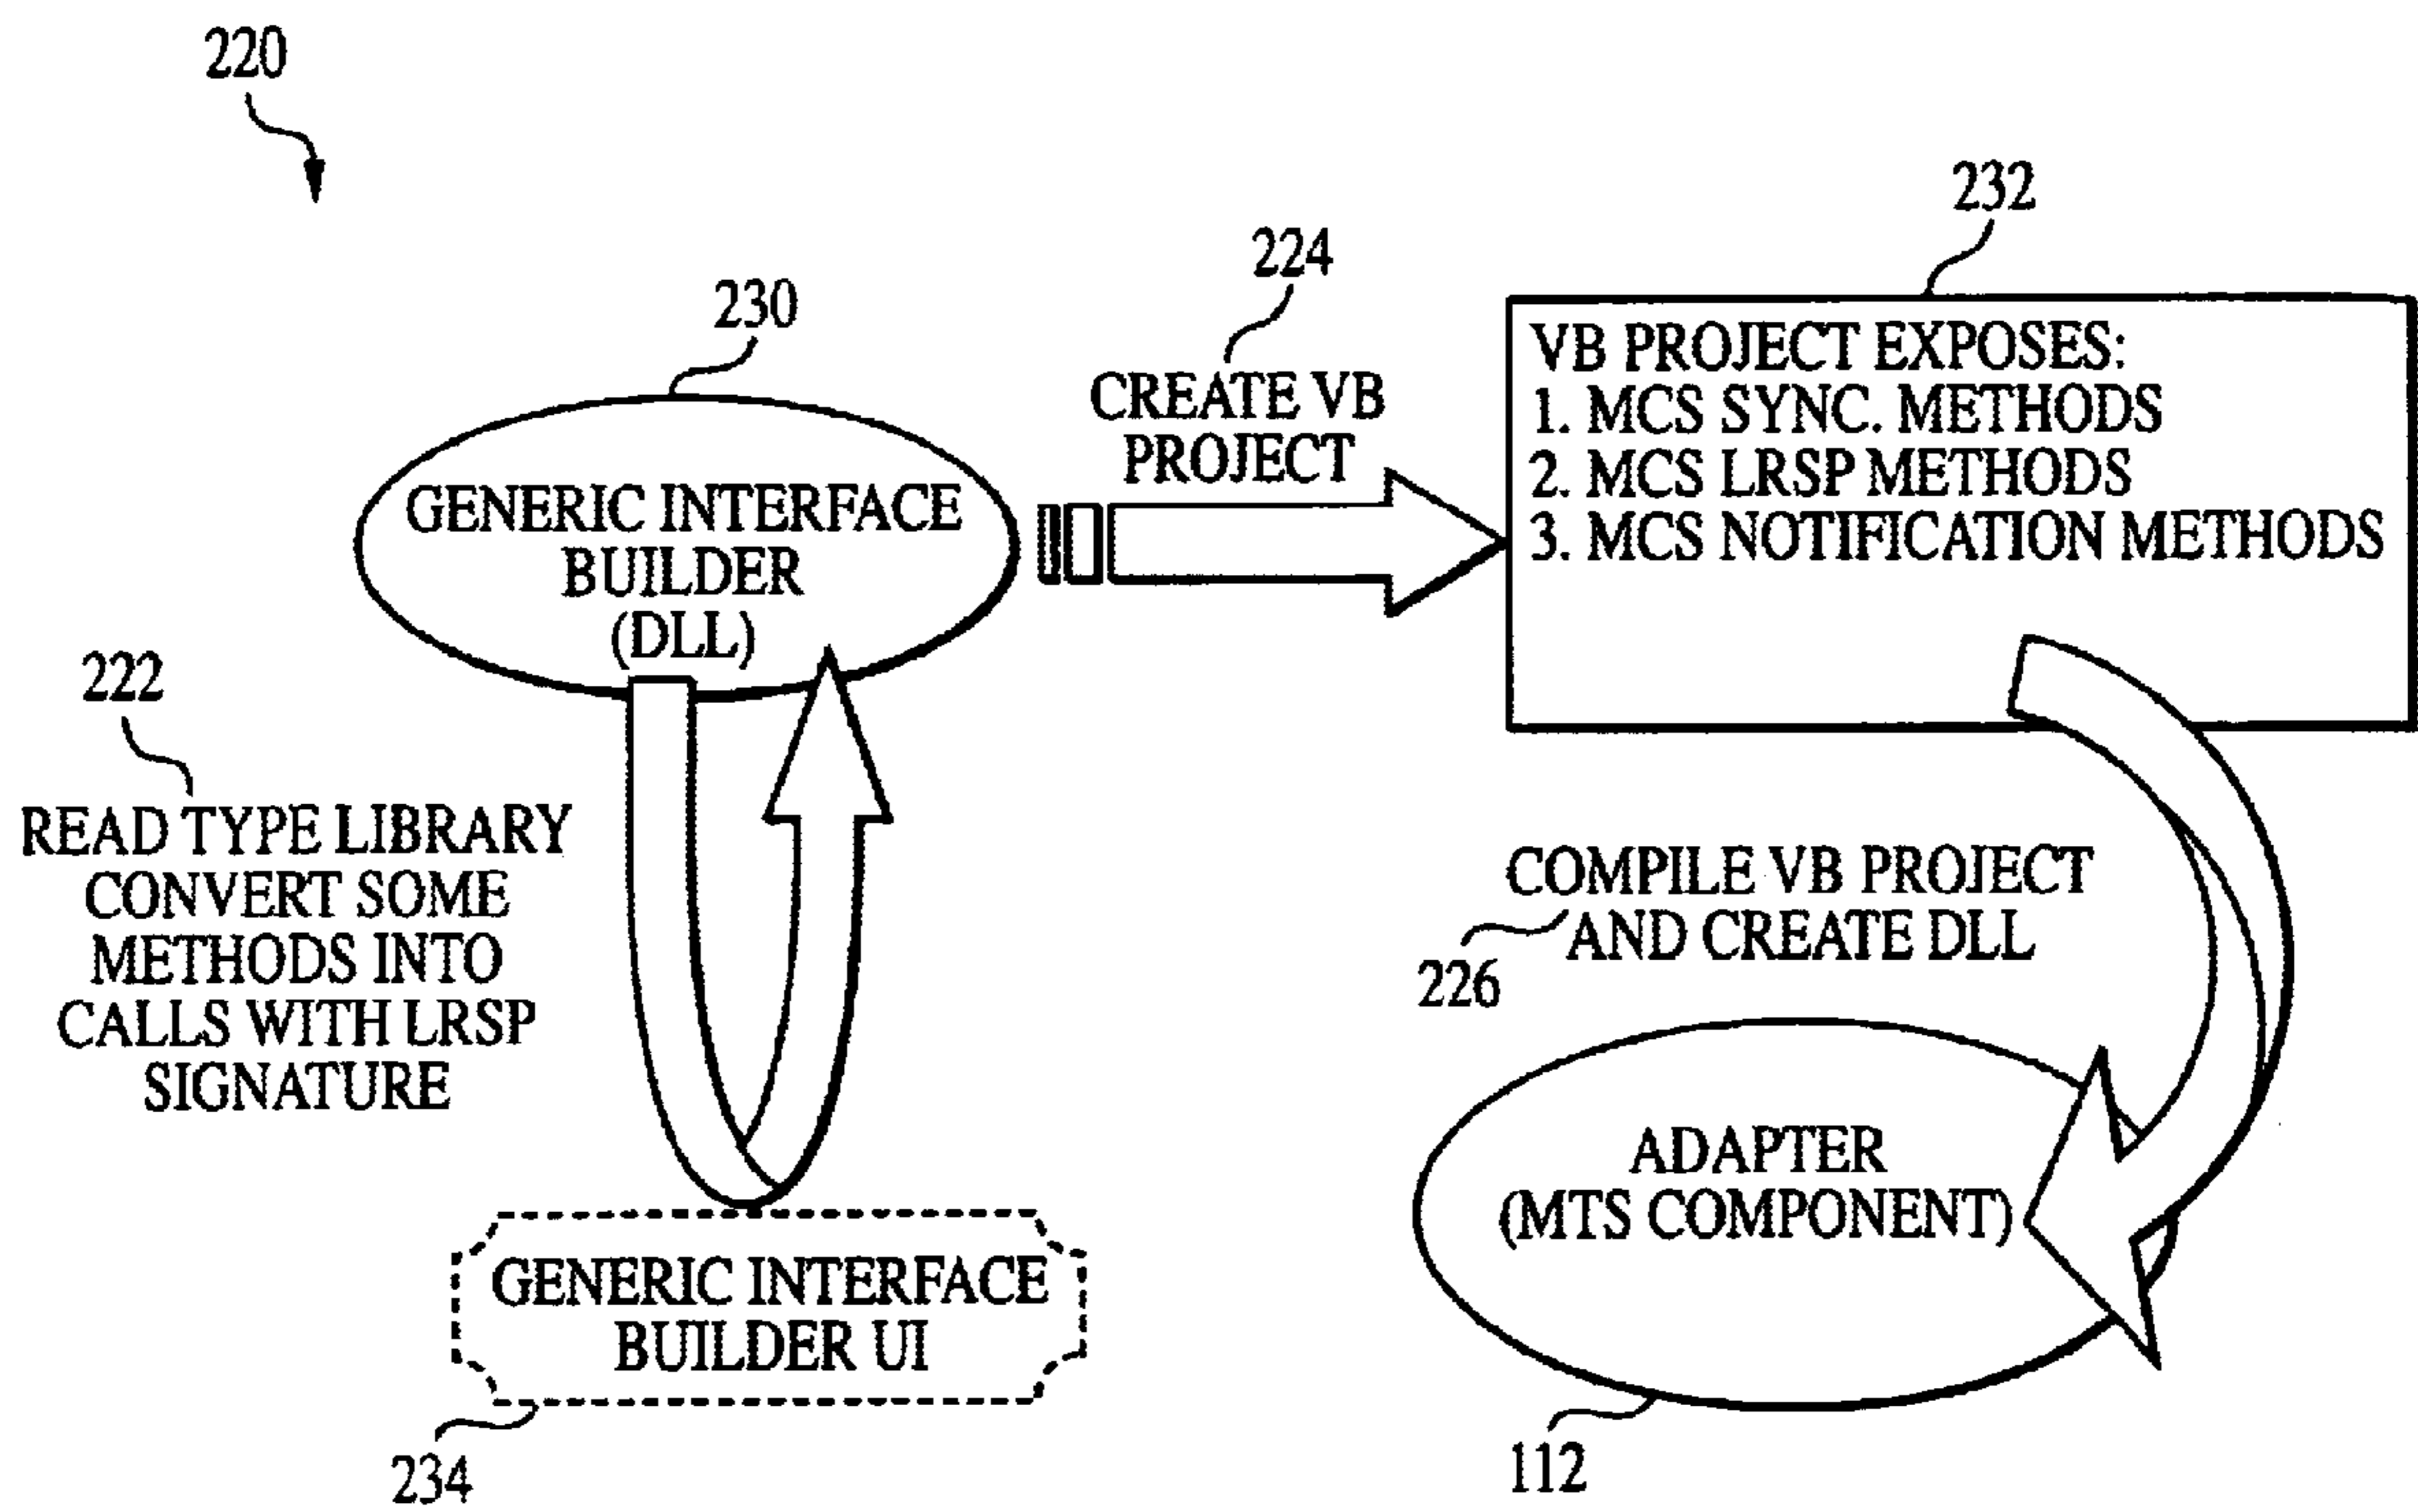 220
230
GENERIC INTERFACE
BUILDER
(DLL)
224
CREATE VB
PROJECT
232
VB PROJECT EXPOSES:
1. MCS SYNC. METHODS
2. MCS LRSP METHODS
3. MCS NOTIFICATION METHODS
222
READ TYPE LIBRARY
CONVERT SOME
METHODS INTO
CALLS WITH LRSP
SIGNATURE
COMPILE VB PROJECT
AND CREATE DLL
226
ADAPTER
(MTS COMPONENT)
112
GENERIC INTERFACE
BUILDER UI
234